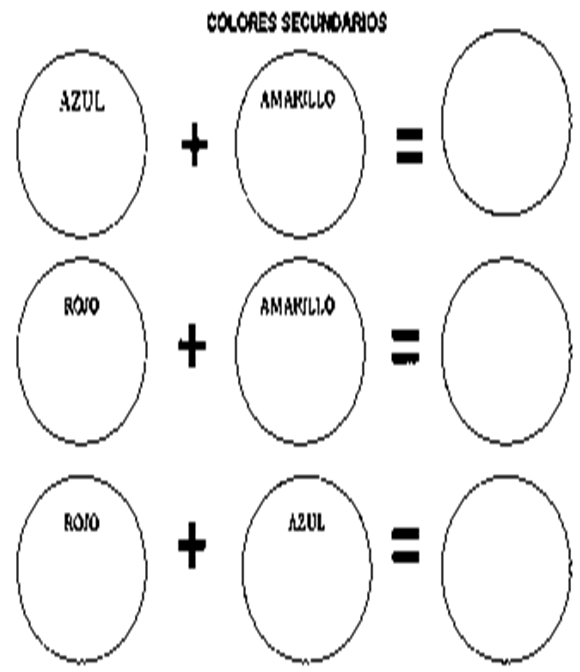 COLORES SECUNDARIOS
AZUL + AMARILLO =
ROJO + AMARILLO =
ROJO + AZUL =